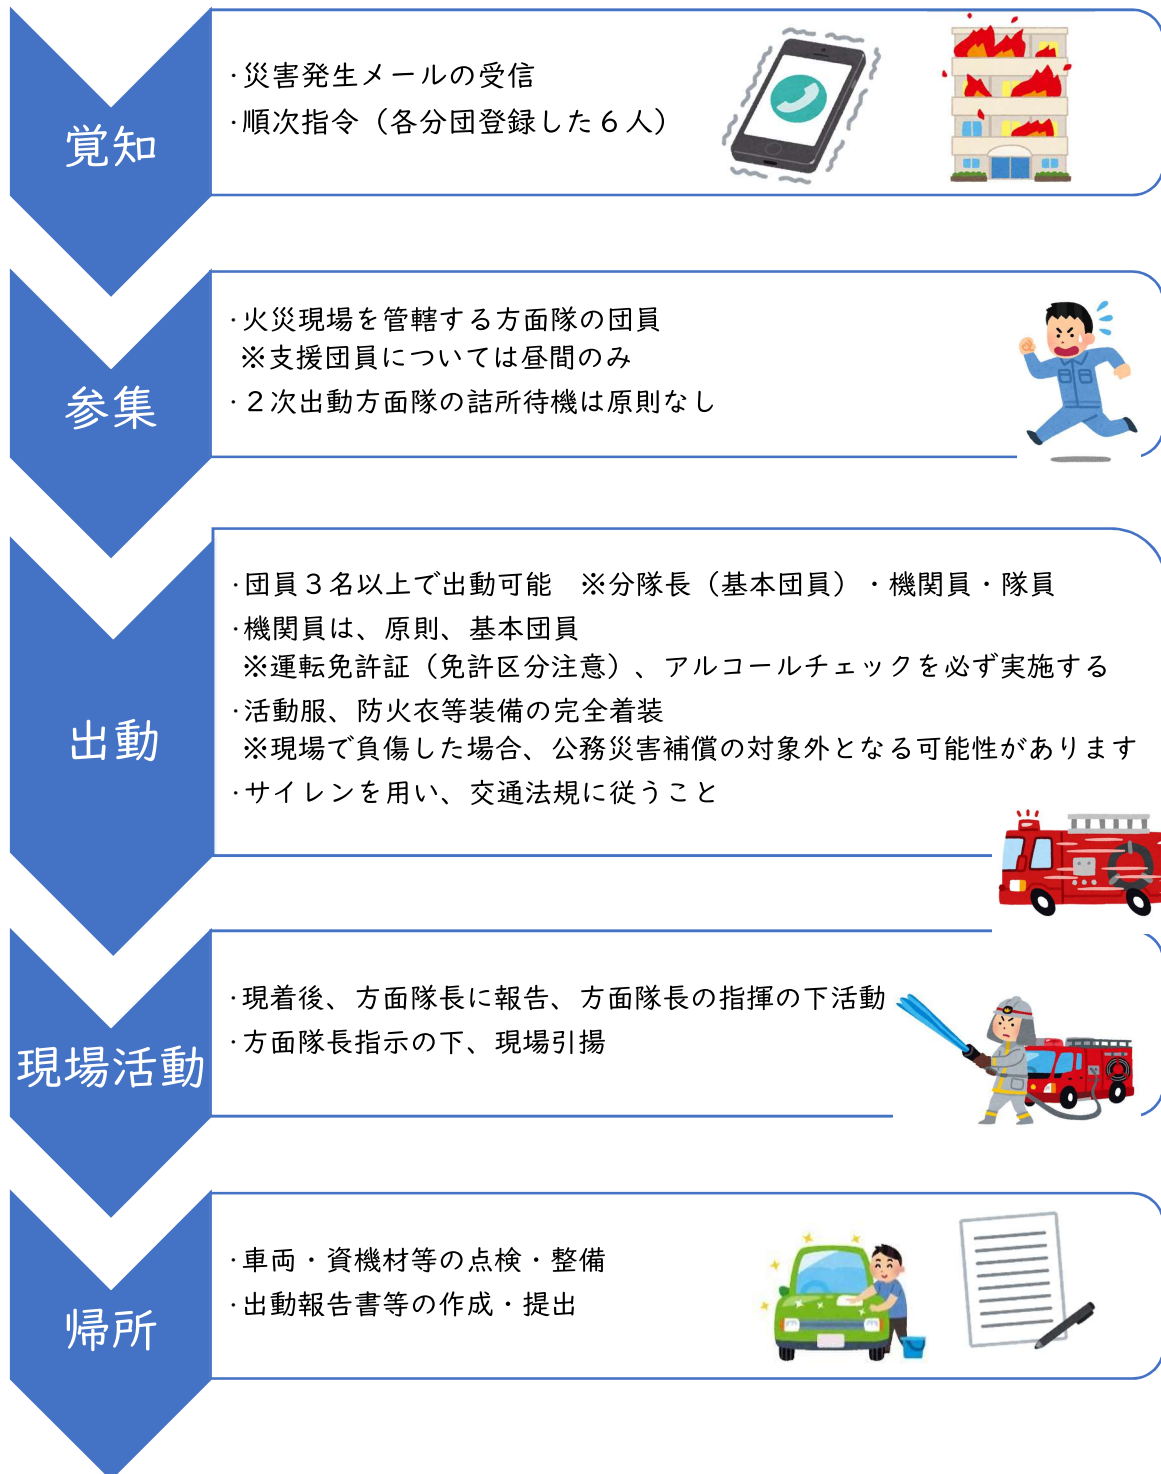 覚知
·災害発生メールの受信
·順次指令（各分団登録した６人）
参集
·火災現場を管轄する方面隊の団員
※支援団員については昼間のみ
·２次出動方面隊の詰所待機は原則なし
出動
·団員３名以上で出動可能　※分隊長（基本団員）・機関員・隊員
·機関員は、原則、基本団員
※運転免許証（免許区分注意）、アルコールチェックを必ず実施する
·活動服、防火衣等装備の完全着装
※現場で負傷した場合、公務災害補償の対象外となる可能性があります
·サイレンを用い、交通法規に従うこと
現場活動
·現着後、方面隊長に報告、方面隊長の指揮の下活動
·方面隊長指示の下、現場引揚
帰所
·車両・資機材等の点検・整備
·出動報告書等の作成・提出